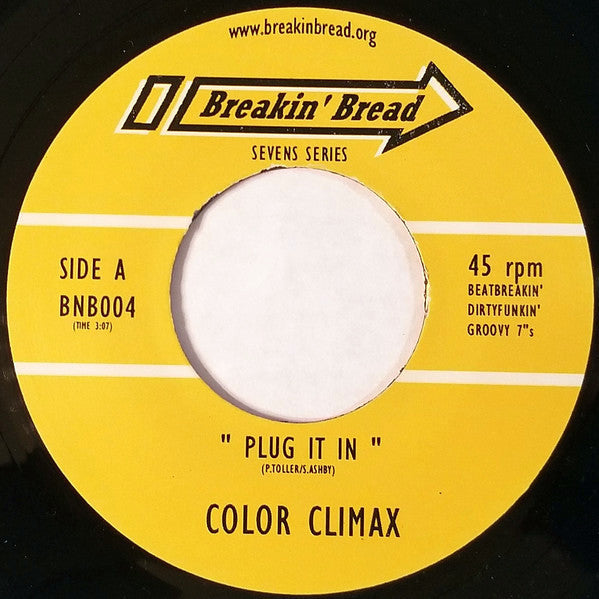 www.breakinbread.org
Breakin' Bread
SEVENS SERIES
SIDE A
BNB004
(TIME 3:07)
45 rpm
BEATBREAKIN'
DIRTYFUNKIN'
GROOVY 7"s
" PLUG IT IN "
(P.TOLLER/S.ASHBY)
COLOR CLIMAX